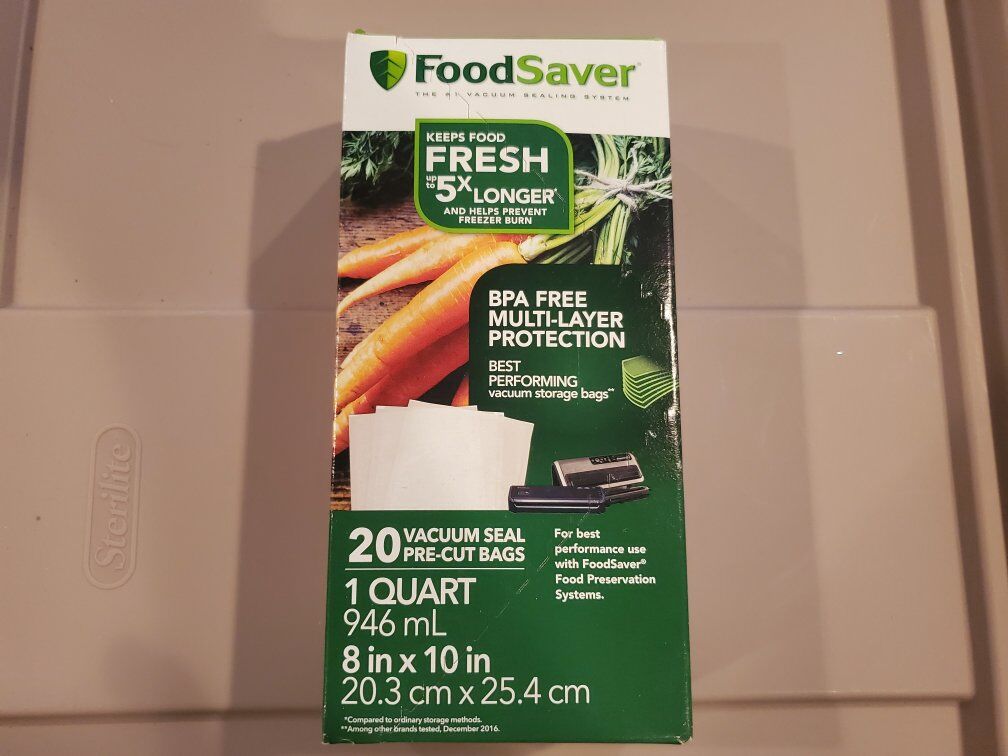 FoodSaver
THE #1 VACUUM SEALING SYSTEM
KEEPS FOOD
FRESH
up to 5X LONGER*
AND HELPS PREVENT
FREEZER BURN
BPA FREE
MULTI-LAYER
PROTECTION
BEST
PERFORMING
vacuum storage bags**
20 VACUUM SEAL
PRE-CUT BAGS
For best
performance use
with FoodSaver®
Food Preservation
Systems.
1 QUART
946 mL
8 in x 10 in
20.3 cm x 25.4 cm
*Compared to ordinary storage methods.
**Among other brands tested, December 2016.
Sterilite